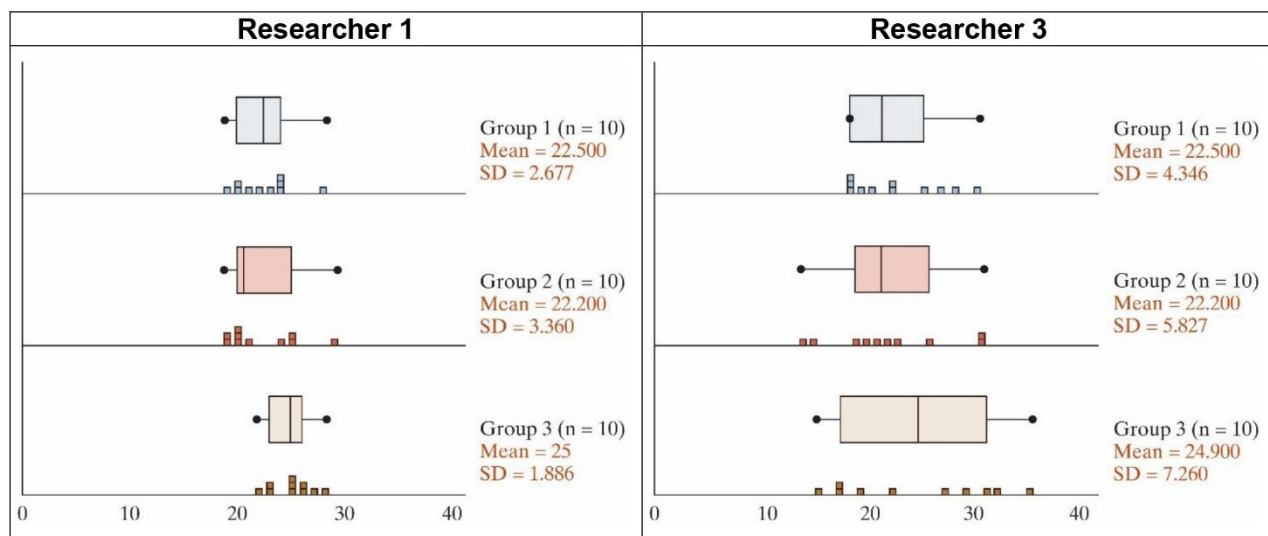 Researcher 1
Researcher 3
Group 1 (n = 10)
Mean = 22.500
SD = 2.677
Group 2 (n = 10)
Mean = 22.200
SD = 3.360
Group 3 (n = 10)
Mean = 25
SD = 1.886
0 10 20 30 40
Group 1 (n = 10)
Mean = 22.500
SD = 4.346
Group 2 (n = 10)
Mean = 22.200
SD = 5.827
Group 3 (n = 10)
Mean = 24.900
SD = 7.260
0 10 20 30 40